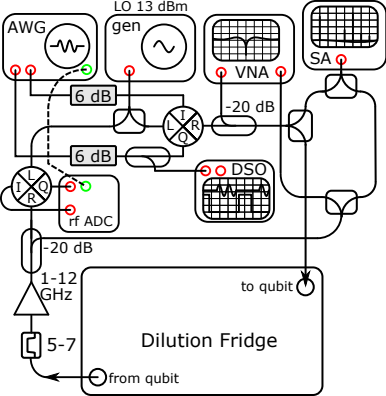 LO 13 dBm
AWG
gen
VNA
SA
6 dB
-20 dB
I
L R
Q
6 dB
DSO
L
I Q
R
rf ADC
-20 dB
1-12
GHz
to qubit
5-7
Dilution Fridge
from qubit